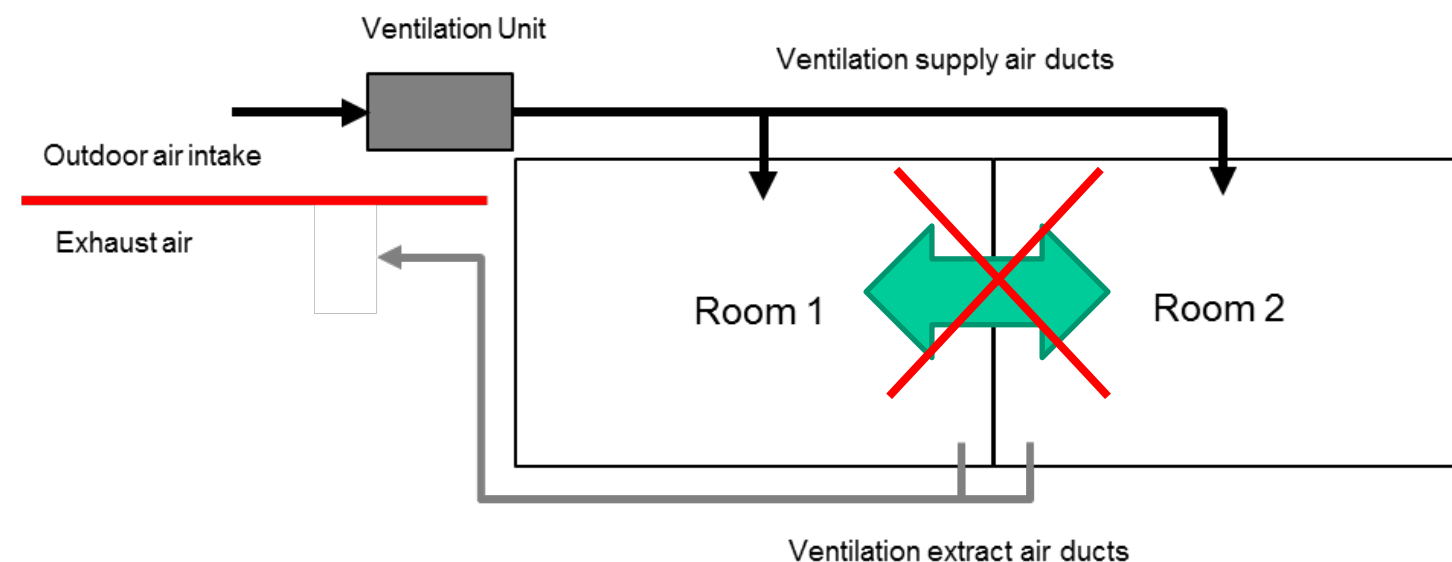 Ventilation Unit
Ventilation supply air ducts
Outdoor air intake
Exhaust air
Room 1
Room 2
Ventilation extract air ducts